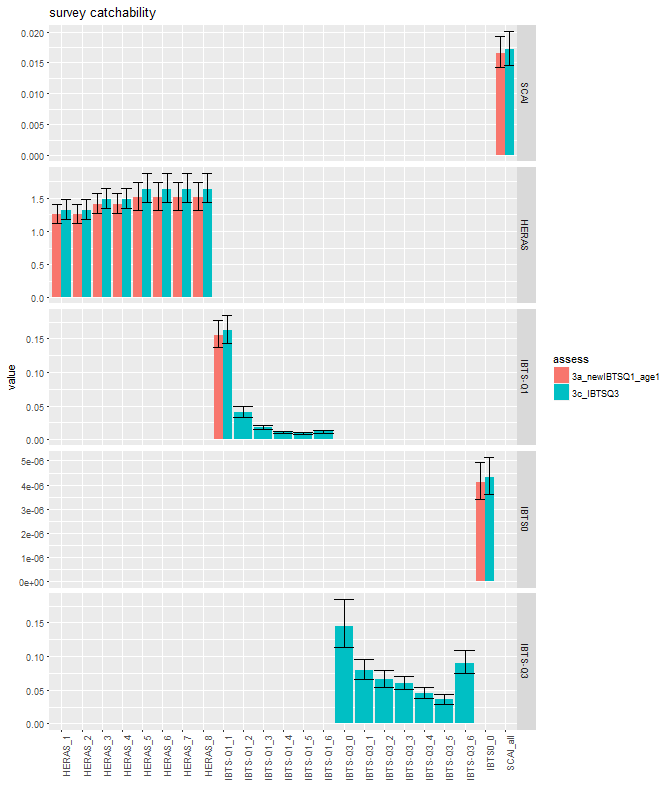 survey catchability
value
0.020
0.015
0.010
0.005
0.000
SCAI
1.5
1.0
0.5
0.0
HERAS
0.15
0.10
0.05
0.00
IBTS-Q1
5e-06
4e-06
3e-06
2e-06
1e-06
0e+00
IBTS0
0.15
0.10
0.05
0.00
IBTS-Q3
HERAS_1
HERAS_2
HERAS_3
HERAS_4
HERAS_5
HERAS_6
HERAS_7
HERAS_8
IBTS-Q1_1
IBTS-Q1_2
IBTS-Q1_3
IBTS-Q1_4
IBTS-Q1_5
IBTS-Q1_6
IBTS-Q3_0
IBTS-Q3_1
IBTS-Q3_2
IBTS-Q3_3
IBTS-Q3_4
IBTS-Q3_5
IBTS-Q3_6
IBTS0_0
SCAI_all
assess
3a_newIBTSQ1_age1
3c_IBTSQ3